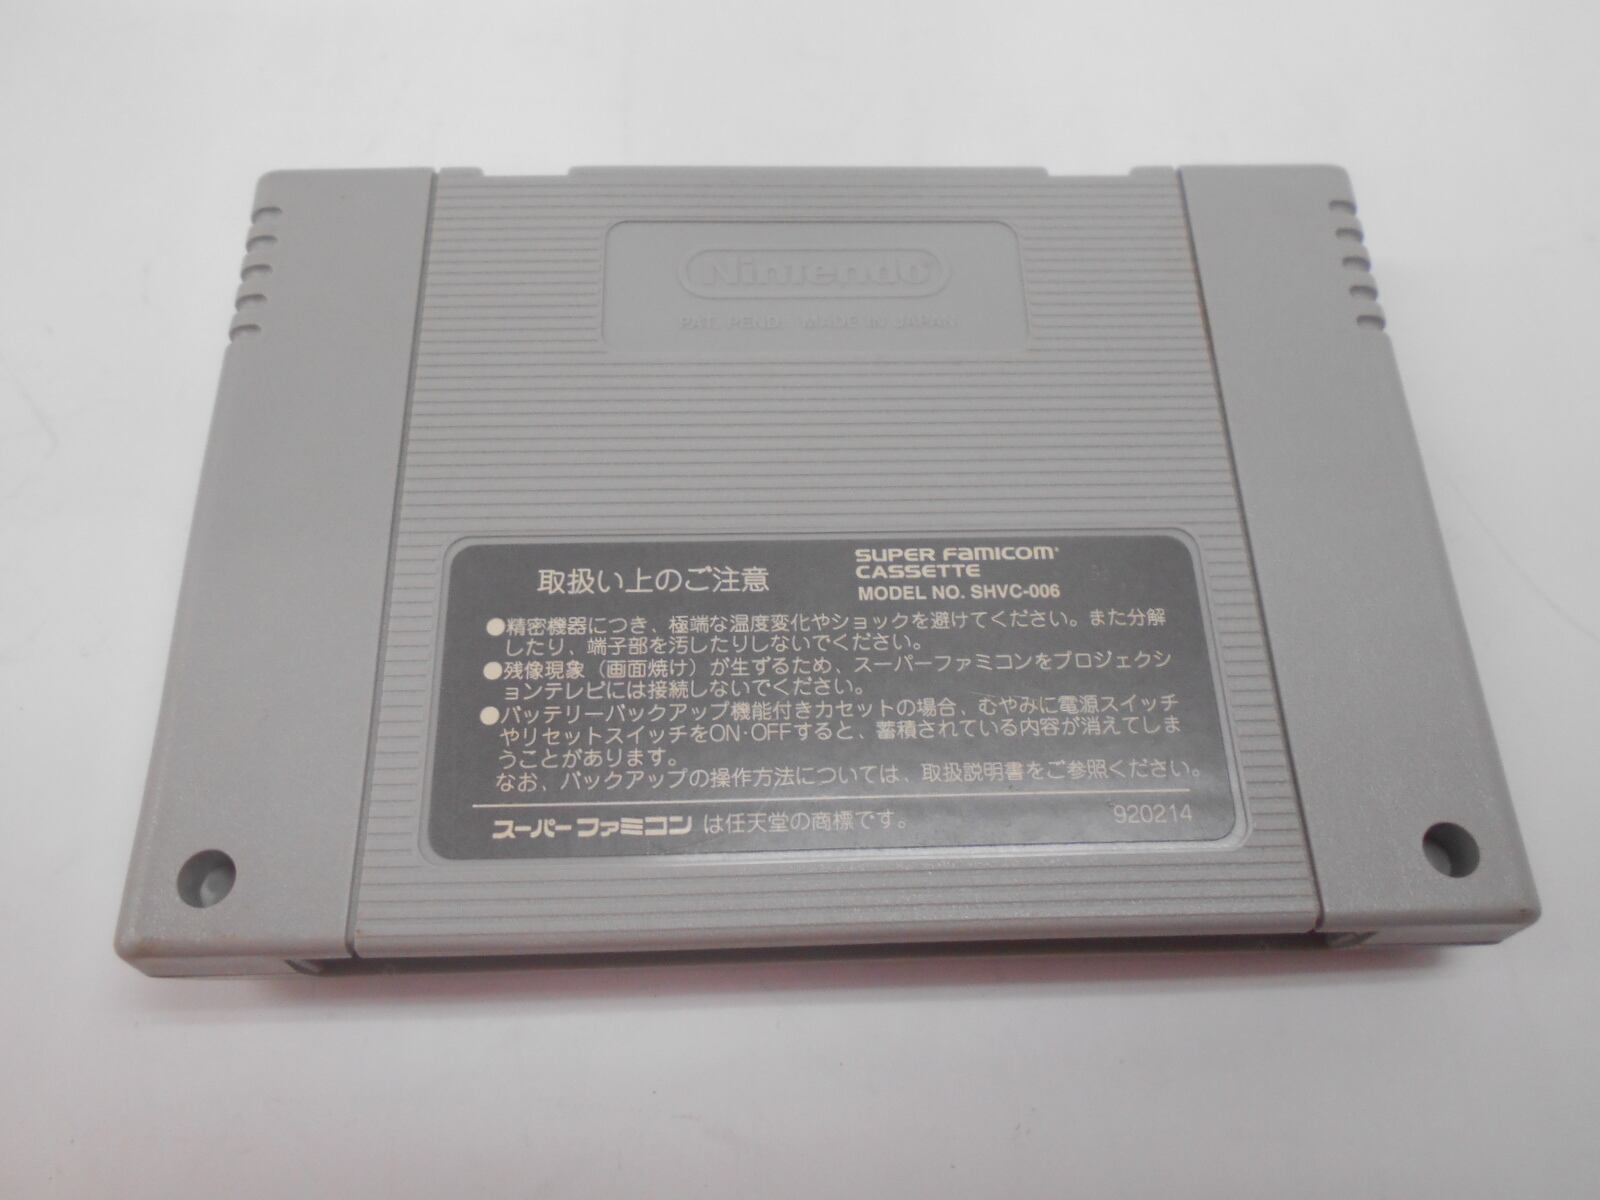 Nintendo
PAT. PEND. MADE IN JAPAN
取扱い上のご注意
SUPER FAMICOM
CASSETTE
MODEL NO. SHVC-006
●精密機器につき、極端な温度変化やショックを避けてください。また分解
したり、端子部を汚したりしないでください。
●残像現象(画面焼け)が生ずるため、スーパーファミコンをプロジェクシ
ョンテレビには接続しないでください。
●バッテリーバックアップ機能付きカセットの場合、むやみに電源スイッチ
やリセットスイッチをON・OFFすると、蓄積されている内容が消えてしま
うことがあります。
なお、バックアップの操作方法については、取扱説明書をご参照ください。
スーパーファミコン は任天堂の商標です。
920214